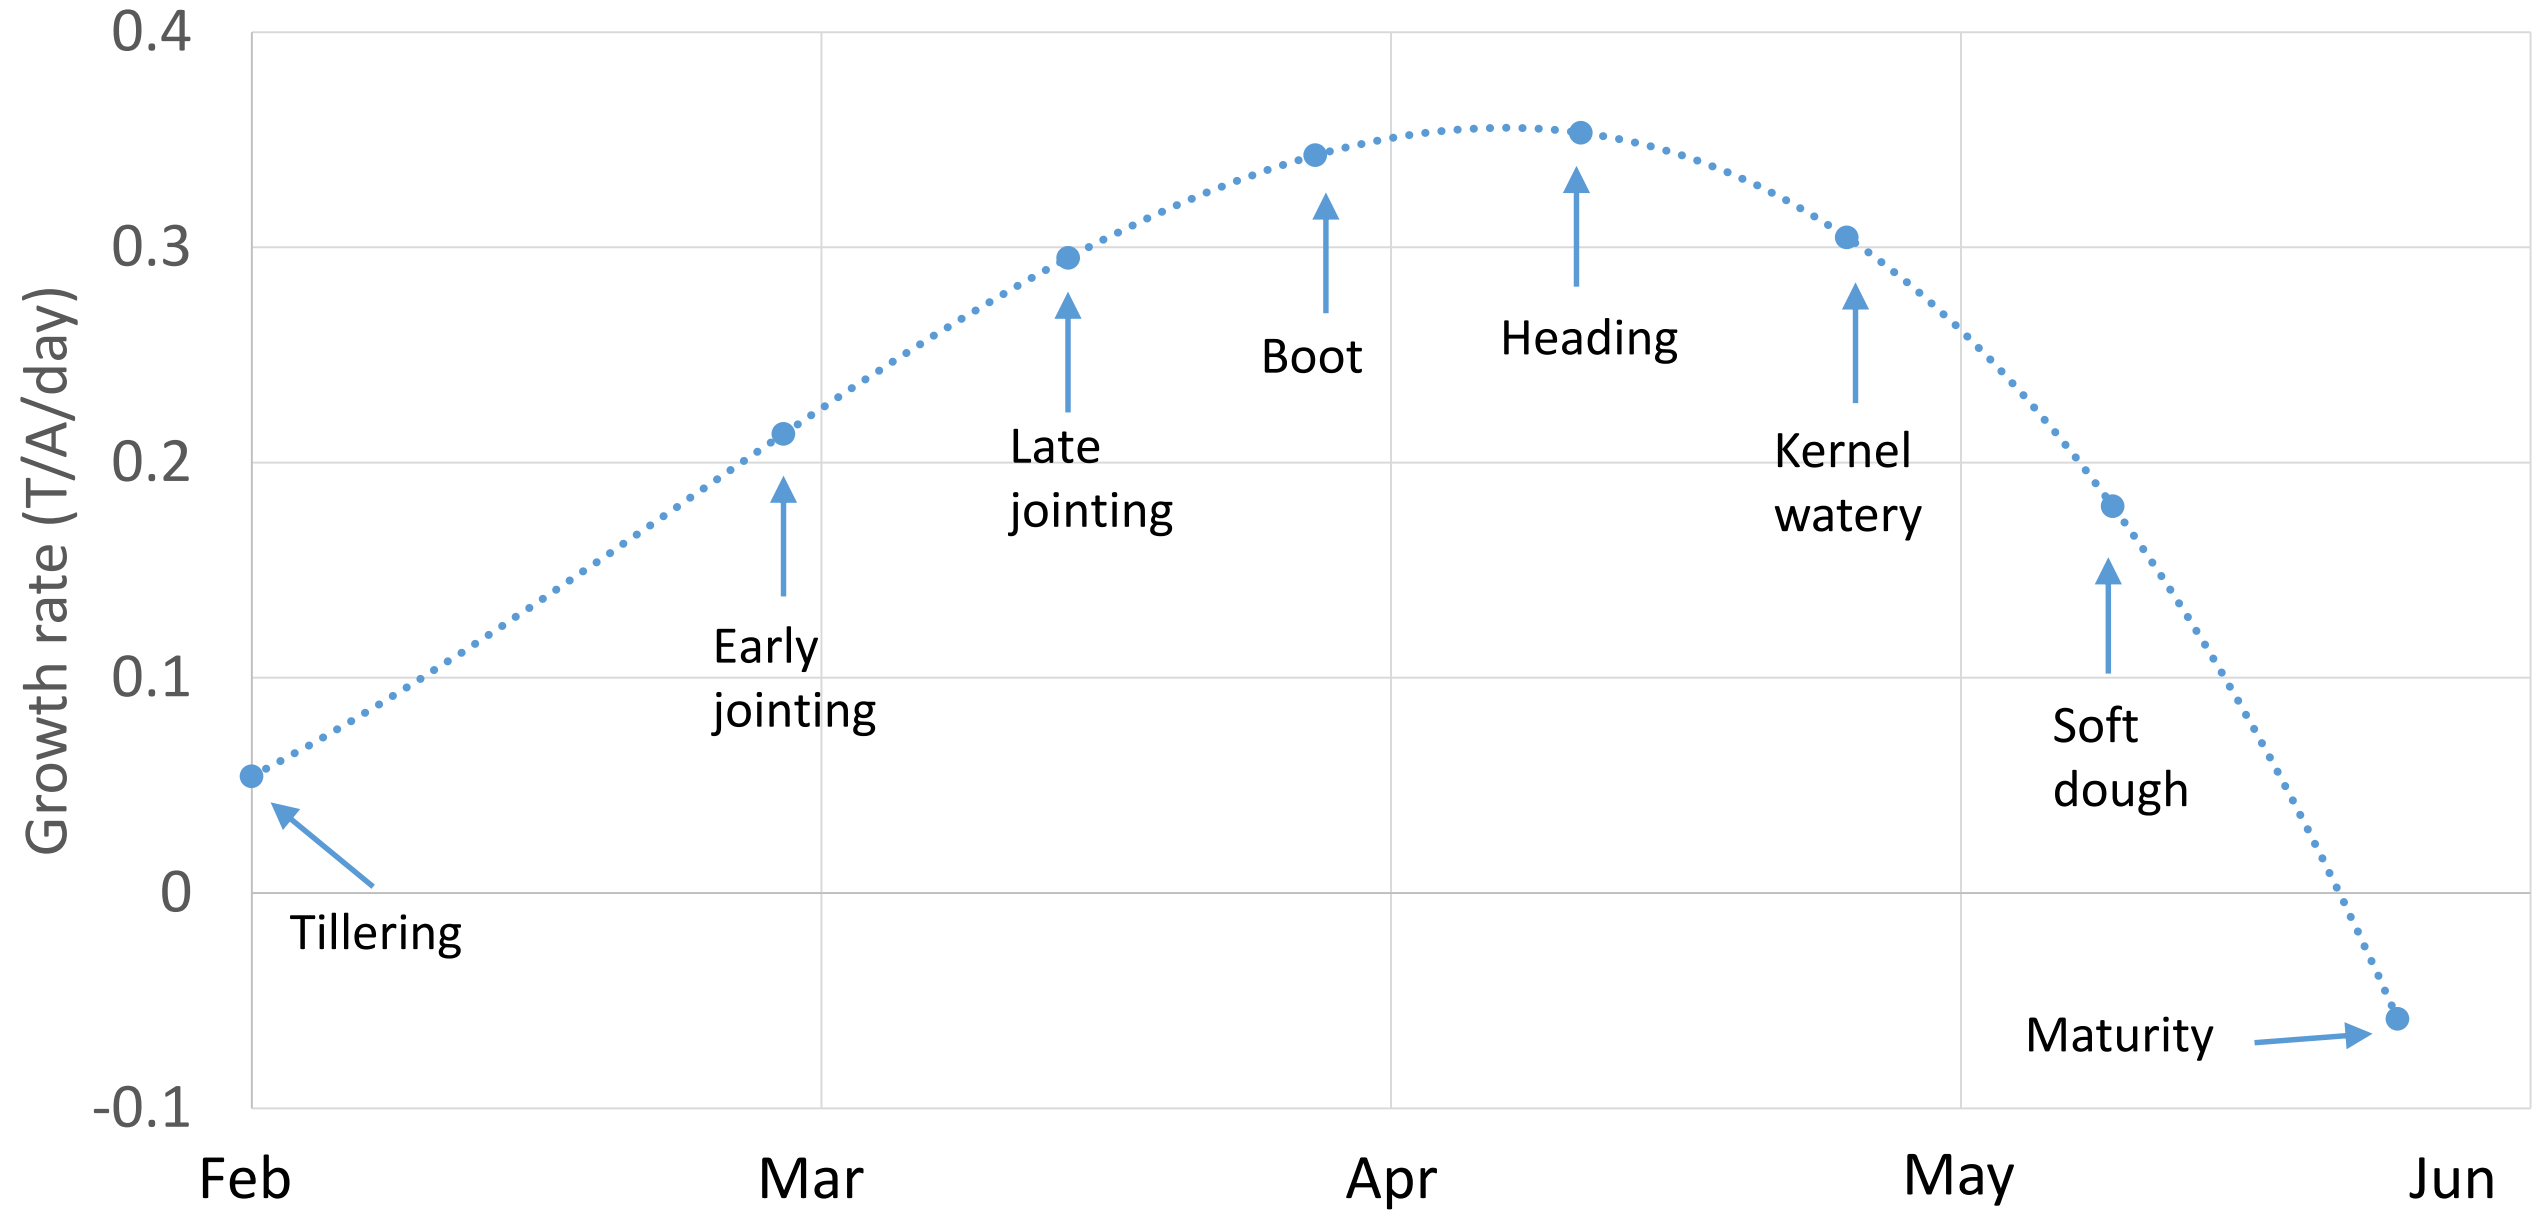 0.4
0.3
0.2
0.1
0
-0.1
Growth rate (T/A/day)
Feb
Mar
Apr
May
Jun
Tillering
Early
jointing
Late
jointing
Boot
Heading
Kernel
watery
Soft
dough
Maturity